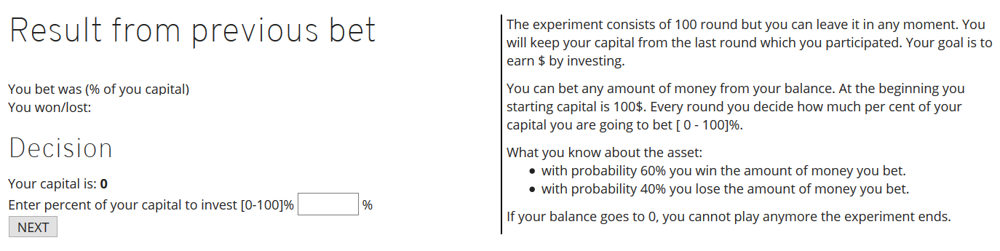 Result from previous bet
You bet was (% of you capital)
You won/lost:
Decision
Your capital is: 0
Enter percent of your capital to invest [0-100]% %
NEXT
The experiment consists of 100 round but you can leave it in any moment. You
will keep your capital from the last round which you participated. Your goal is to
earn $ by investing.
You can bet any amount of money from your balance. At the beginning you
starting capital is 100$. Every round you decide how much per cent of your
capital you are going to bet [ 0 - 100]%.
What you know about the asset:
• with probability 60% you win the amount of money you bet.
• with probability 40% you lose the amount of money you bet.
If your balance goes to 0, you cannot play anymore the experiment ends.